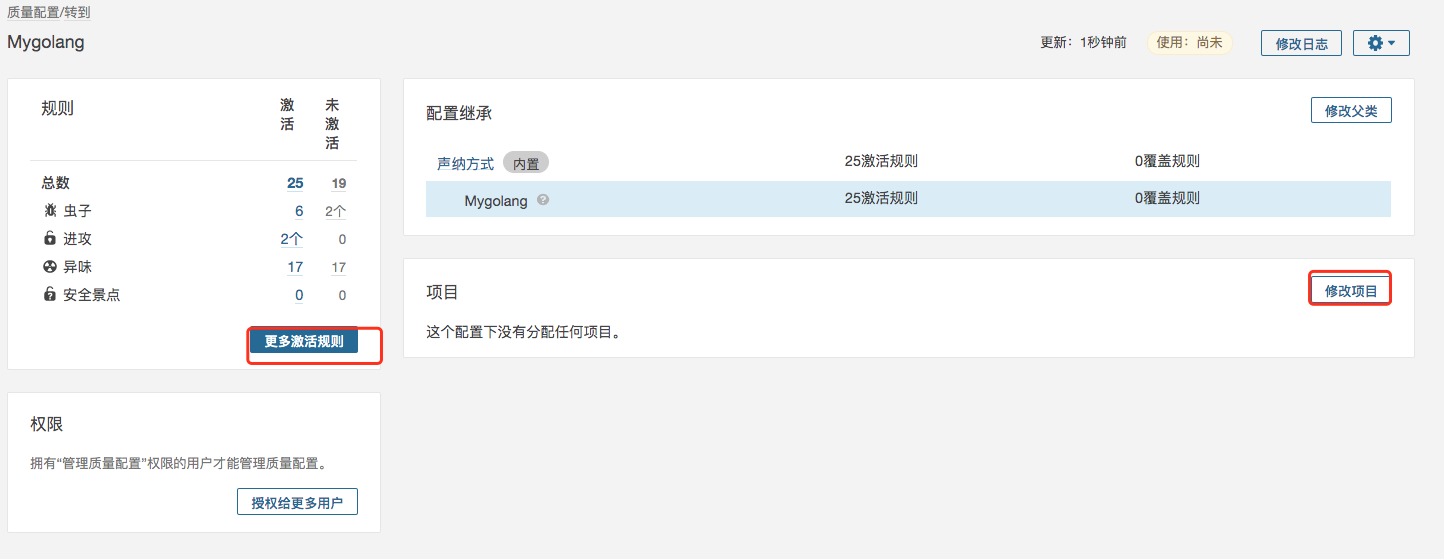 质量配置/转到
Mygolang
更新：1秒钟前 使用：尚未 修改日志
规则 激活 未激活
总数 25 19
虫子 6 2个
进攻 2个 0
异味 17 17
安全景点 0 0
更多激活规则
权限
拥有“管理质量配置”权限的用户才能管理质量配置。
授权给更多用户
配置继承 修改父类
声纳方式 内置 25激活规则 0覆盖规则
Mygolang ? 25激活规则 0覆盖规则
项目 修改项目
这个配置下没有分配任何项目。